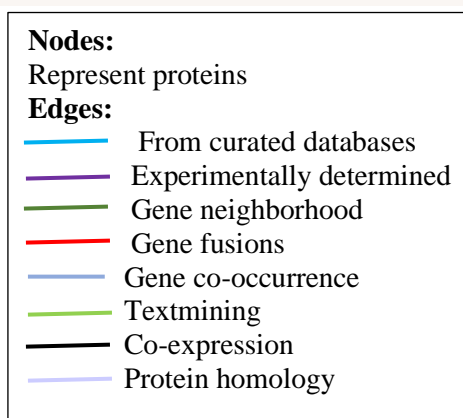 Nodes:
Represent proteins
Edges:
From curated databases
Experimentally determined
Gene neighborhood
Gene fusions
Gene co-occurrence
Textmining
Co-expression
Protein homology